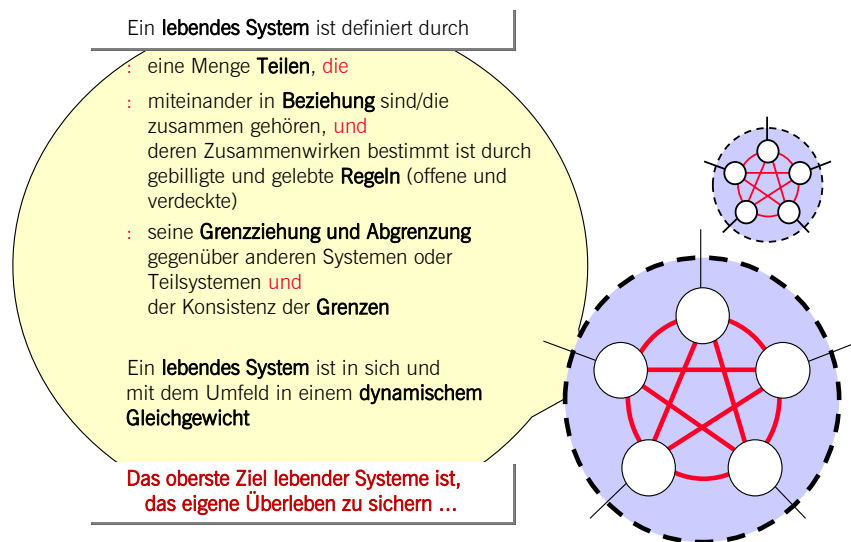 Ein lebendes System ist definiert durch
: eine Menge Teilen, die
: miteinander in Beziehung sind/die
zusammen gehören, und
deren Zusammenwirken bestimmt ist durch
gebilligte und gelebte Regeln (offene und
verdeckte)
: seine Grenzziehung und Abgrenzung
gegenüber anderen Systemen oder
Teilsystemen und
der Konsistenz der Grenzen
Ein lebendes System ist in sich und
mit dem Umfeld in einem dynamischem
Gleichgewicht
Das oberste Ziel lebender Systeme ist,
das eigene Überleben zu sichern ...